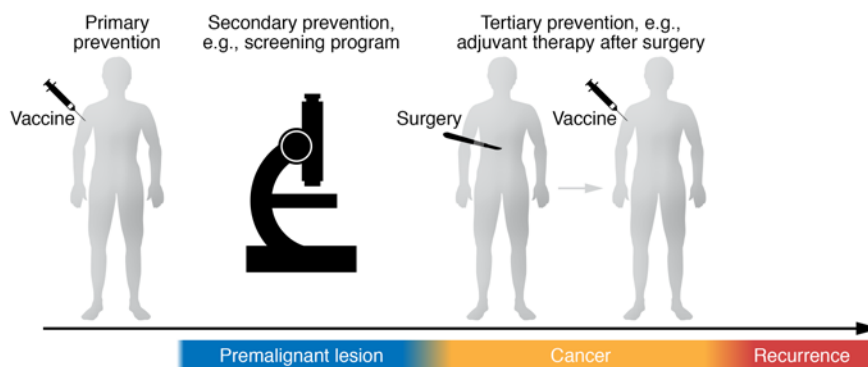 Primary
prevention
Secondary prevention,
e.g., screening program
Tertiary prevention, e.g.,
adjuvant therapy after surgery
Vaccine
Surgery
Vaccine
Premalignant lesion
Cancer
Recurrence